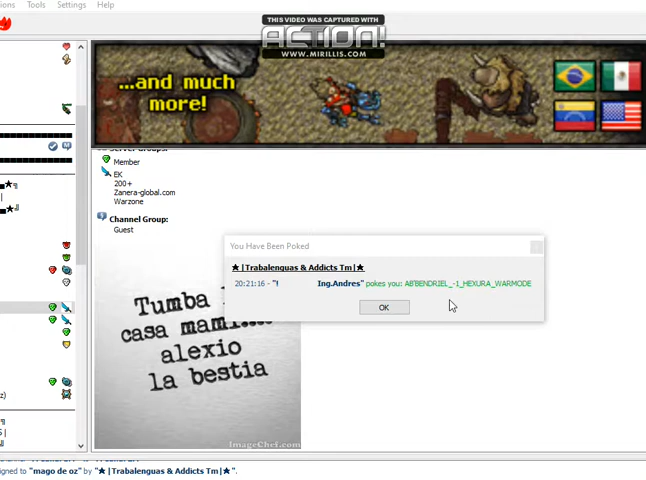 ions Tools Settings Help
THIS VIDEO WAS CAPTURED WITH
ACTION!
WWW.MIRILLIS.COM
...and much
more!
Server Groups:
Member
EK
200+
Zanera-global.com
Warzone
Channel Group:
Guest
You Have Been Poked
★|Trabalenguas & Addicts Tm|★
20:21:16 - "! Ing.Andres" pokes you: AB'BENDRIEL_-1_HEXURA_WARMODE
OK
Tumba
casa mami...
alexio
la bestia
ImageChef.com
igned to "mago de oz" by "★|Trabalenguas & Addicts Tm|★".